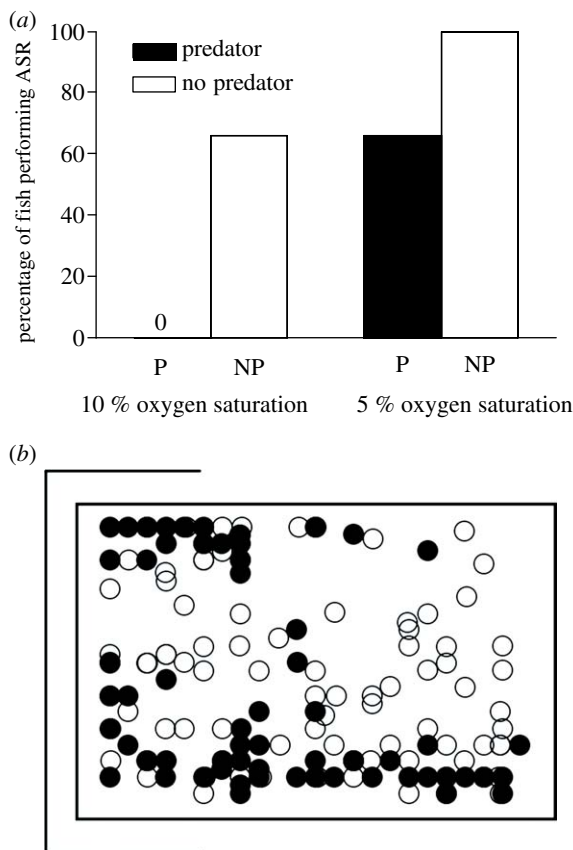 (a)
percentage of fish performing ASR
100
80
60
40
20
0
predator
no predator
0
P NP P NP
10 % oxygen saturation 5 % oxygen saturation
(b)